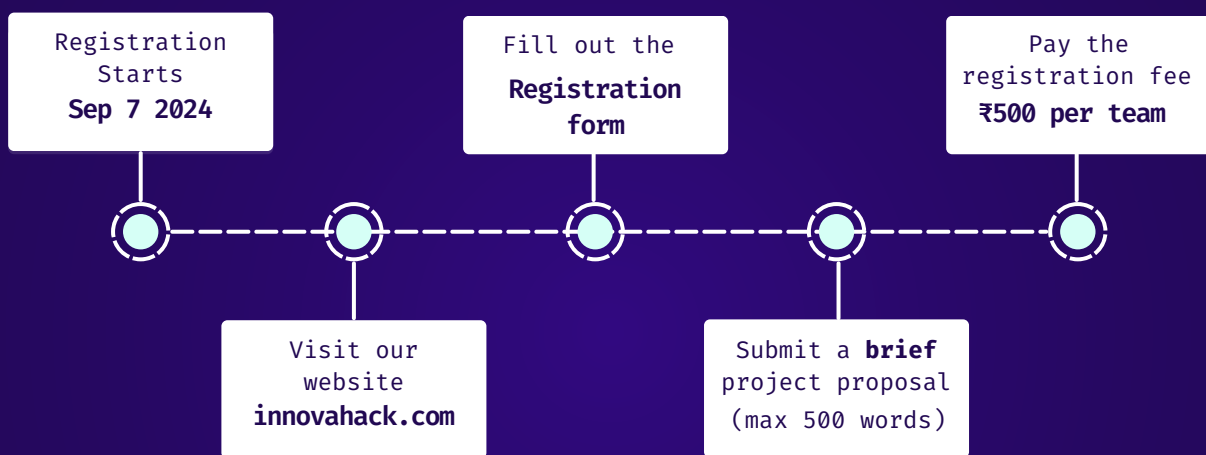 Registration
Starts
Sep 7 2024
Visit our
website
innovahack.com
Fill out the
Registration
form
Submit a brief
project proposal
(max 500 words)
Pay the
registration fee
₹500 per team